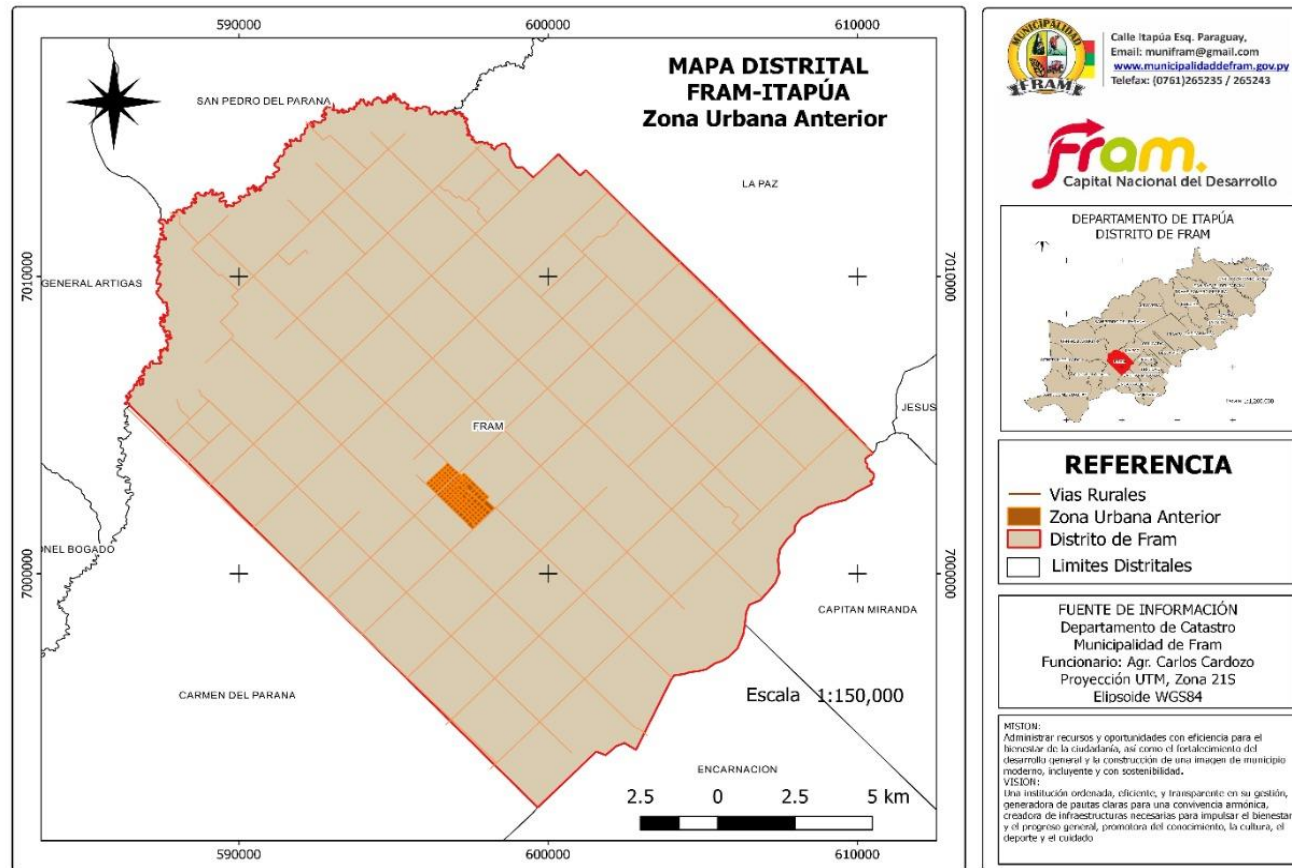 590000
600000
610000
MAPA DISTRITAL
FRAM-ITAPÚA
Zona Urbana Anterior
SAN PEDRO DEL PARANA
LA PAZ
7010000
7010000
GENERAL ARTIGAS
JESUS
FRAM
NEL BOGADO
7000000
7000000
CAPITAN MIRANDA
CARMEN DEL PARANA
Escala 1:150,000
ENCARNACION
2.5 0 2.5 5 km
590000
600000
610000
MUNICIPALIDAD
FRAM
Calle Itapúa Esq. Paraguay,
Email: munifram@gmail.com
www.municipalidaddefram.gov.py
Telefax: (0761)265235 / 265243
fram.
Capital Nacional del Desarrollo
DEPARTAMENTO DE ITAPÚA
DISTRITO DE FRAM
REFERENCIA
Vias Rurales
Zona Urbana Anterior
Distrito de Fram
Limites Distritales
FUENTE DE INFORMACIÓN
Departamento de Catastro
Municipalidad de Fram
Funcionario: Agr. Carlos Cardozo
Proyección UTM, Zona 21S
Elipsoide WGS84
MISION:
Administrar recursos y oportunidades con eficiencia para el
bienestar de la ciudadanía, así como el fortalecimiento del
desarrollo general y la construcción de una imagen de municipio
moderno, incluyente y con sostenibilidad.
VISIÓN:
Una institución ordenada, eficiente, y transparente en su gestión,
generadora de pautas claras para una convivencia armónica,
creadora de infraestructuras necesarias para impulsar el bienestar
y el progreso general, promotora del conocimiento, la cultura, el
deporte y el cuidado